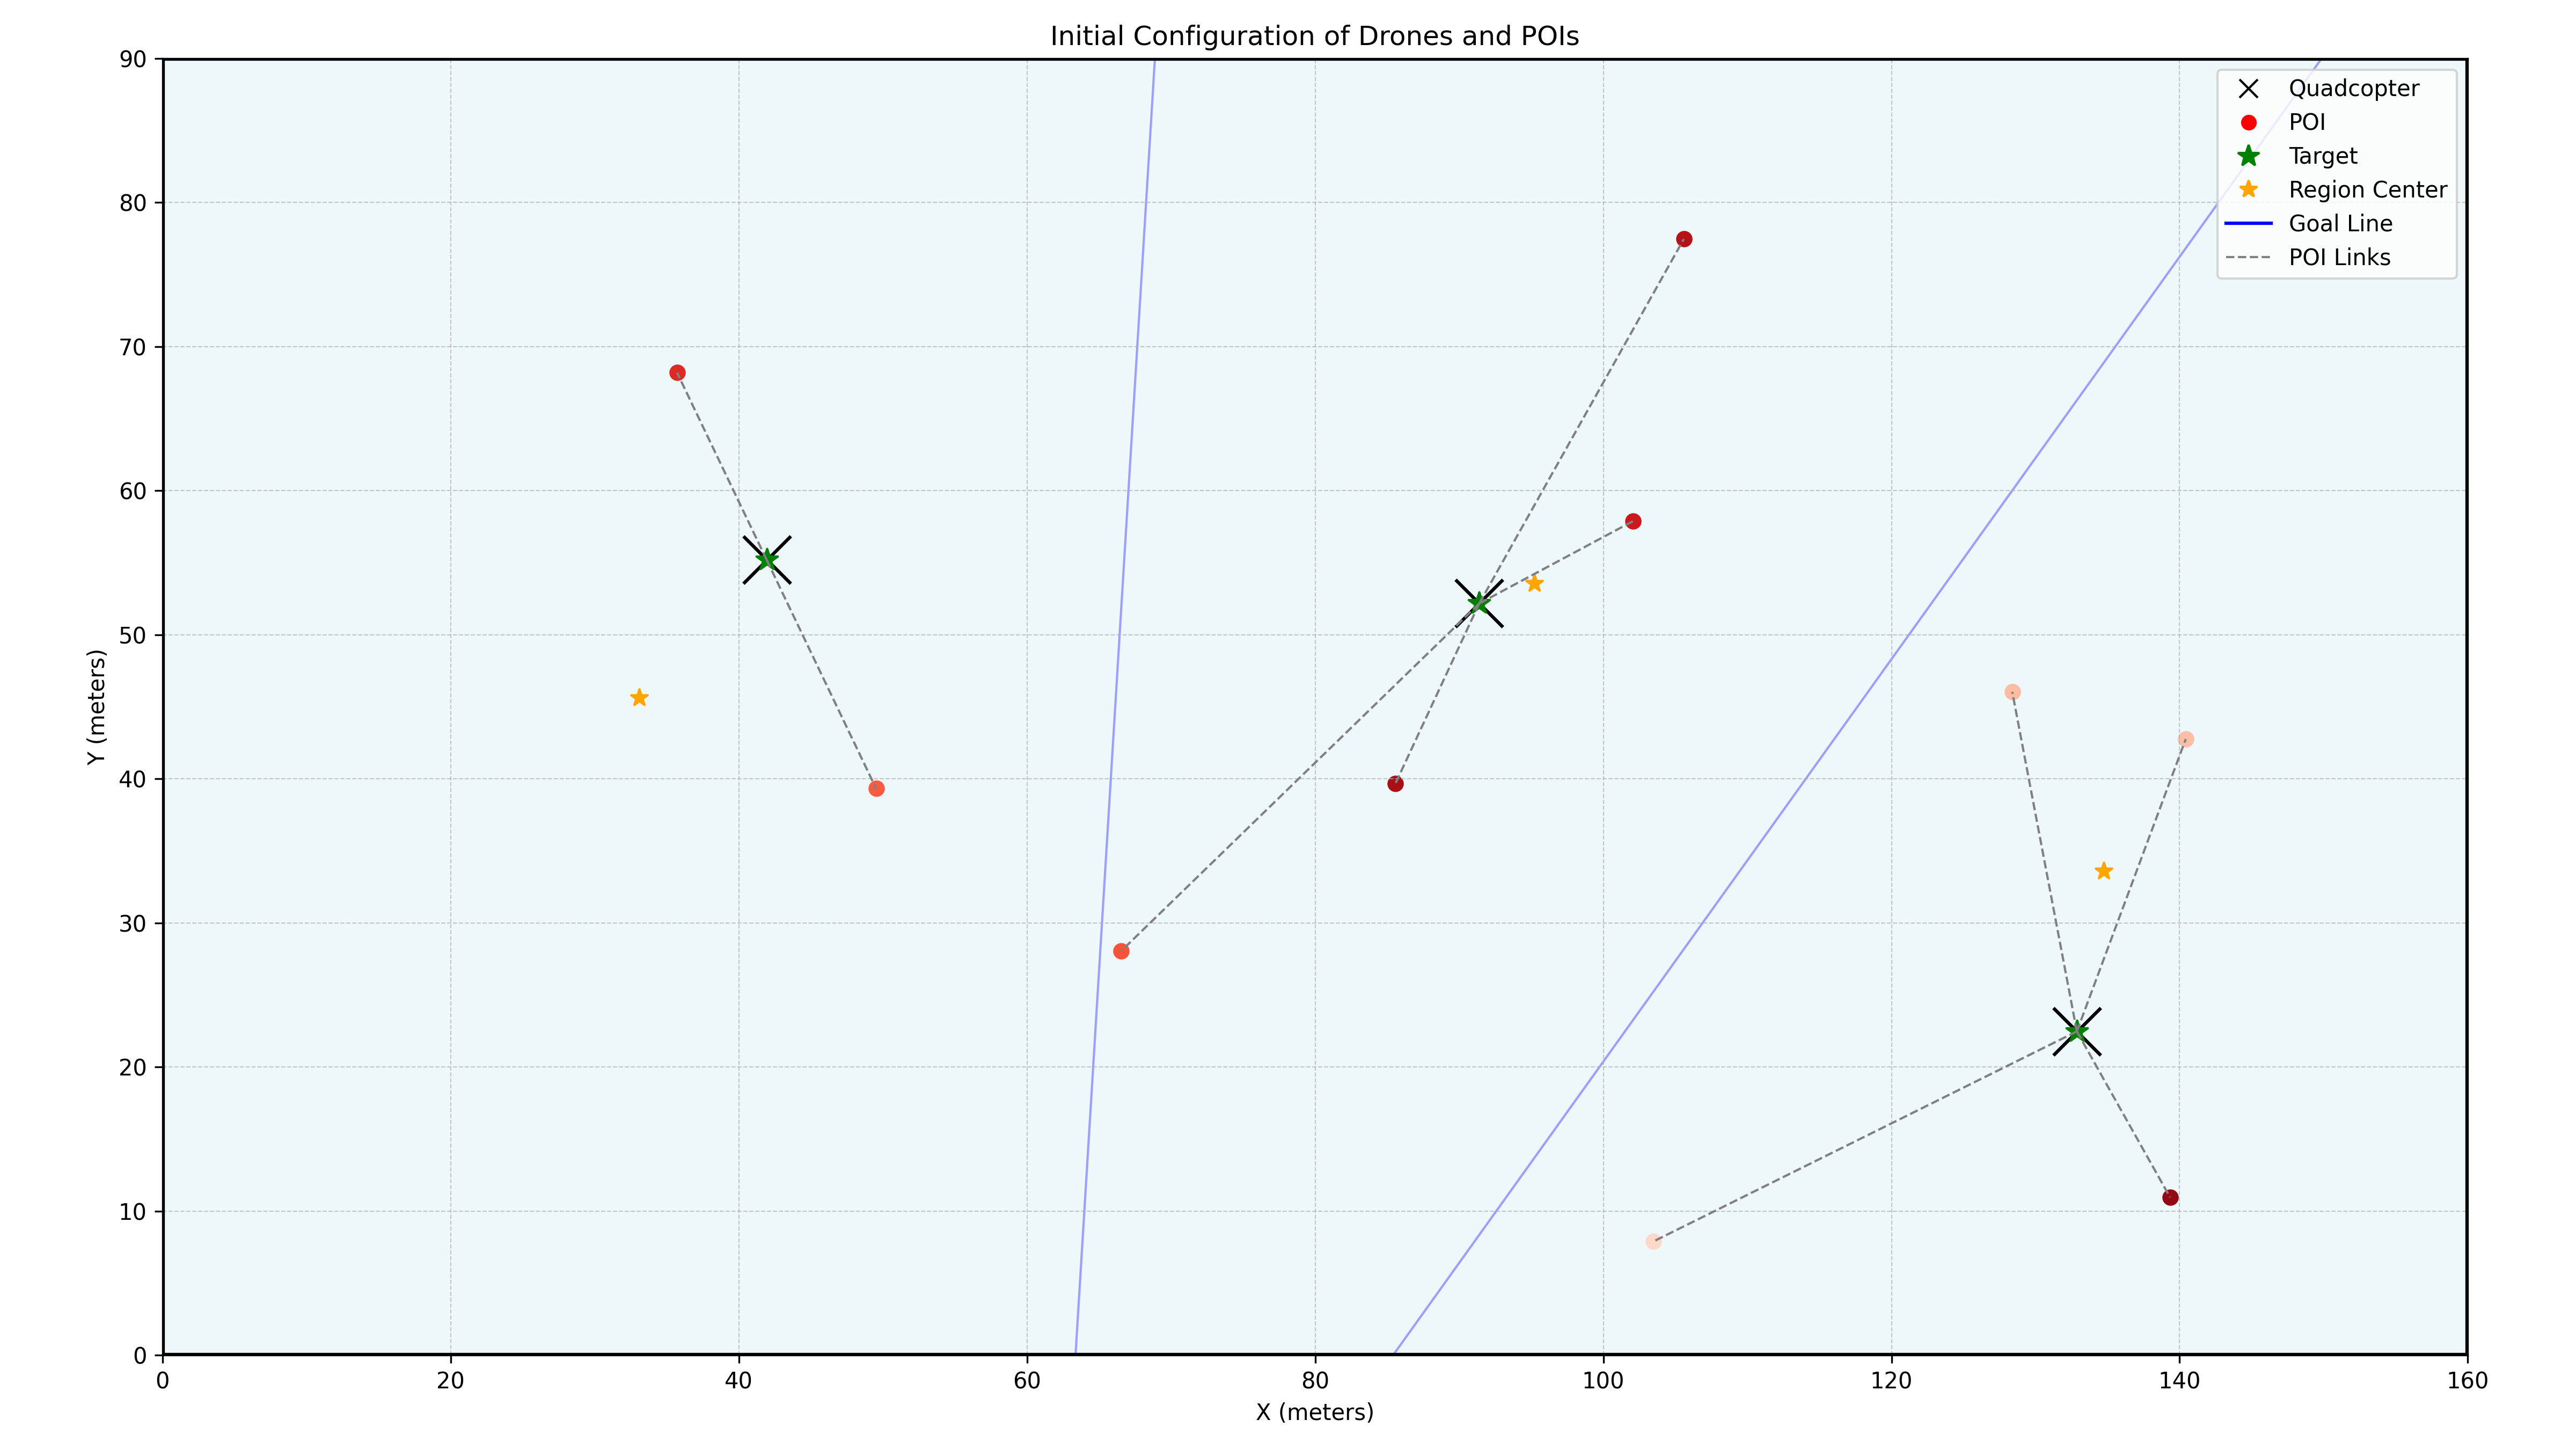 Initial Configuration of Drones and POIs
90
80
70
60
50
40
30
20
10
0
Y (meters)
Quadcopter
POI
Target
Region Center
Goal Line
POI Links
0 20 40 60 80 100 120 140 160
X (meters)